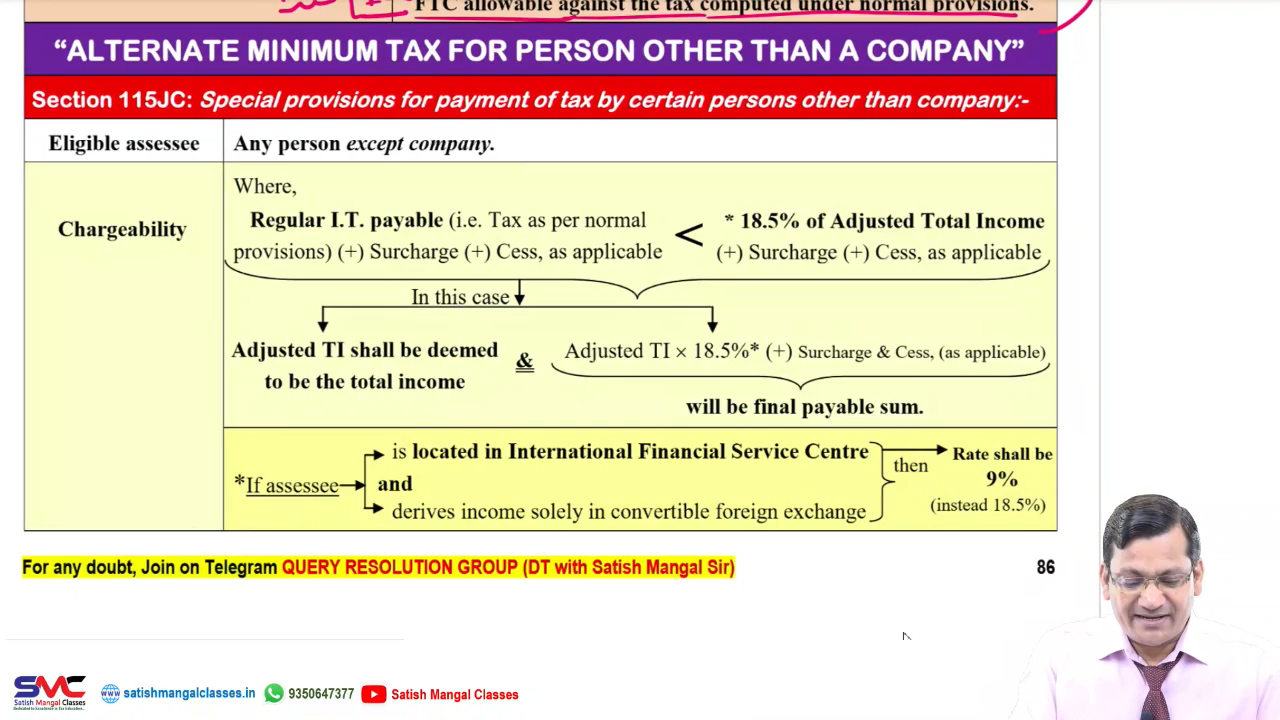 FTC allowable against the tax computed under normal provisions.
“ALTERNATE MINIMUM TAX FOR PERSON OTHER THAN A COMPANY”
Section 115JC: Special provisions for payment of tax by certain persons other than company:-
Eligible assessee
Any person except company.
Chargeability
Where,
Regular I.T. payable (i.e. Tax as per normal
provisions) (+) Surcharge (+) Cess, as applicable
<
* 18.5% of Adjusted Total Income
(+) Surcharge (+) Cess, as applicable
In this case
Adjusted TI shall be deemed
to be the total income
&
Adjusted TI × 18.5%* (+) Surcharge & Cess, (as applicable)
will be final payable sum.
*If assessee
is located in International Financial Service Centre
and
derives income solely in convertible foreign exchange
then
Rate shall be
9%
(instead 18.5%)
For any doubt, Join on Telegram QUERY RESOLUTION GROUP (DT with Satish Mangal Sir)
86
SMC
Satish Mangal Classes
satishmangalclasses.in
9350647377
Satish Mangal Classes